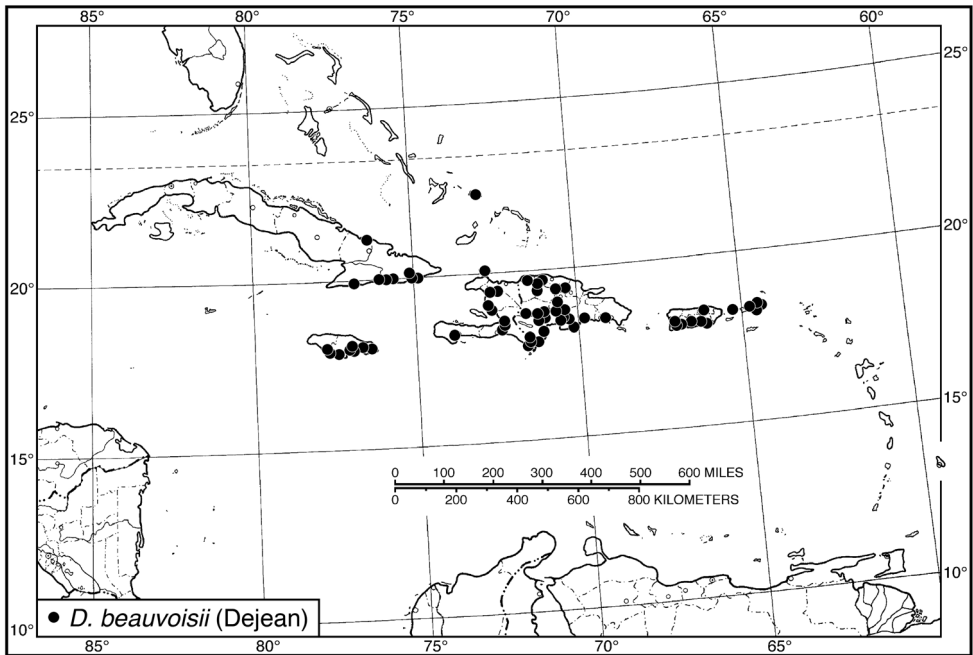 85° 80° 75° 70° 65° 60°
25° 25°
20° 20°
15° 15°
0 100 200 300 400 500 600 MILES
0 200 400 600 800 KILOMETERS
10° 10°
● D. beauvoisii (Dejean)
85° 80° 75° 70° 65°